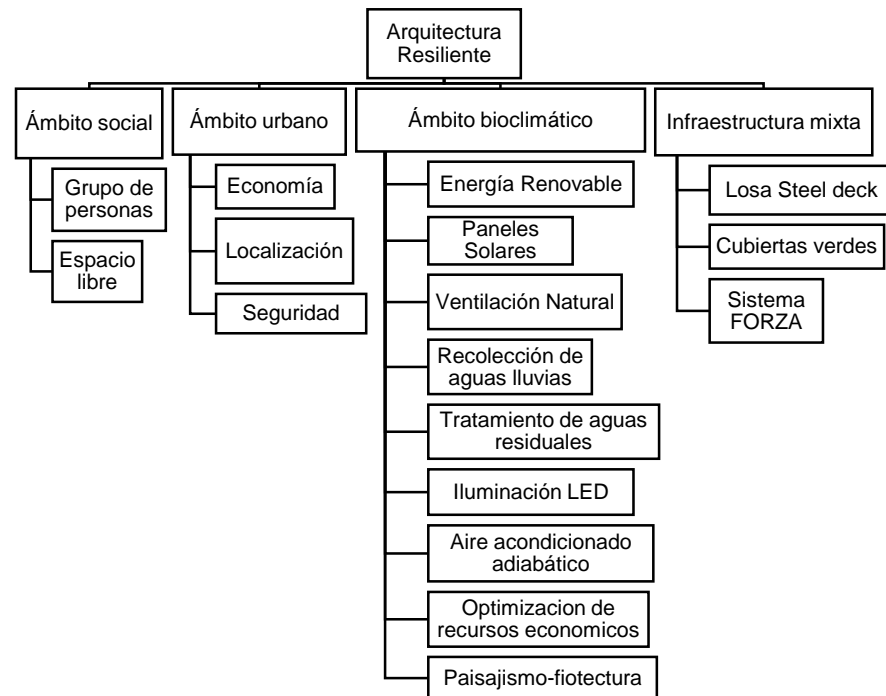 Arquitectura
Resiliente
Ámbito social
Grupo de
personas
Espacio
libre
Ámbito urbano
Economía
Localización
Seguridad
Ámbito bioclimático
Energía Renovable
Paneles
Solares
Ventilación Natural
Recolección de
aguas lluvias
Tratamiento de aguas
residuales
Iluminación LED
Aire acondicionado
adiabático
Optimizacion de
recursos economicos
Paisajismo-fiotectura
Infraestructura mixta
Losa Steel deck
Cubiertas verdes
Sistema
FORZA